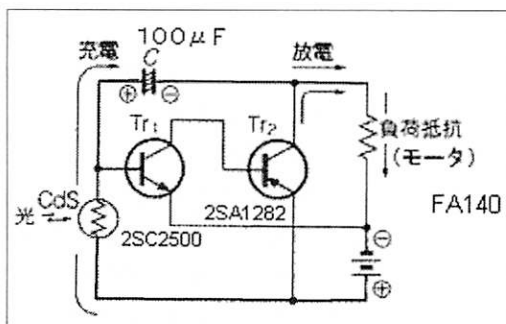 100μF
充電
C
放電
⊕
⊖
Tr₁
Tr₂
負荷抵抗
(モータ)
CdS
2SA1282
FA140
光
2SC2500
⊖
⊕